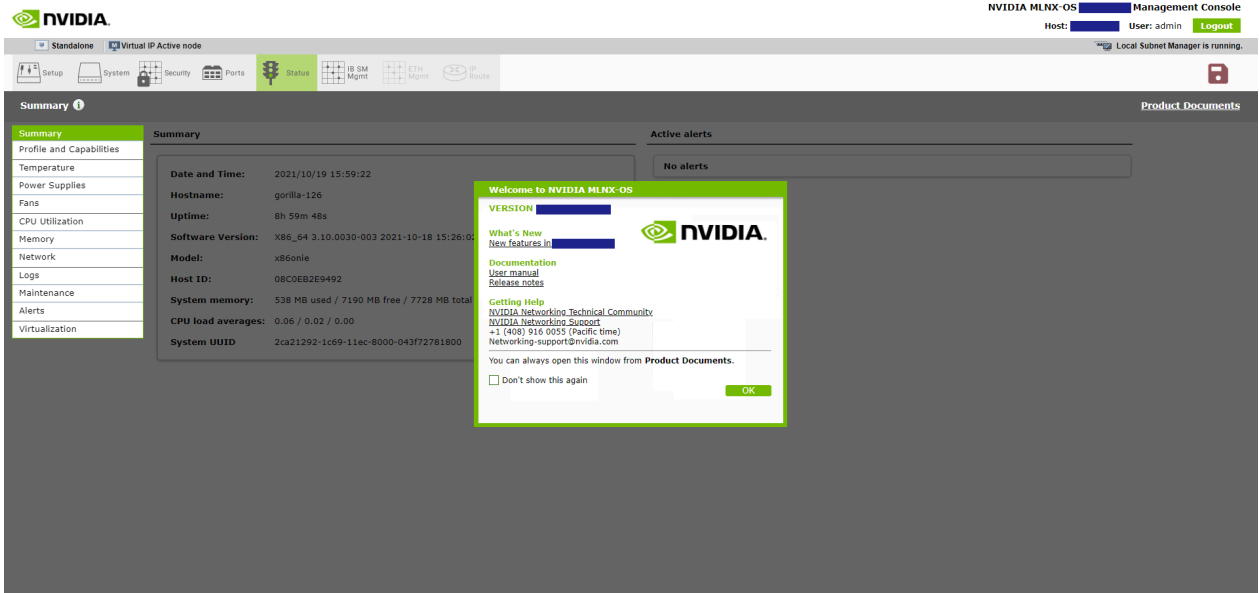 NVIDIA MLNX-OS Management Console
NVIDIA.
Host: User: admin Logout
Standalone Virtual IP Active node Local Subnet Manager is running.
Setup System Security Ports Status IB SM Mgmt ETH Mgmt IP Route
Summary Product Documents
Summary
Profile and Capabilities
Temperature
Power Supplies
Fans
CPU Utilization
Memory
Network
Logs
Maintenance
Alerts
Virtualization
Summary
Date and Time: 2021/10/19 15:59:22
Hostname: gorilla-126
Uptime: 8h 59m 48s
Software Version: X86_64 3.10.0030-003 2021-10-18 15:26:02
Model: x86onie
Host ID: 08C0EB2E9492
System memory: 538 MB used / 7190 MB free / 7728 MB total
CPU load averages: 0.06 / 0.02 / 0.00
System UUID 2ca21292-1c69-11ec-8000-043f72781800
Active alerts
No alerts
Welcome to NVIDIA MLNX-OS
VERSION
NVIDIA.
What's New
New features in
Documentation
User manual
Release notes
Getting Help
NVIDIA Networking Technical Community
NVIDIA Networking Support
+1 (408) 916 0055 (Pacific time)
Networking-support@nvidia.com
You can always open this window from Product Documents.
Don't show this again
OK